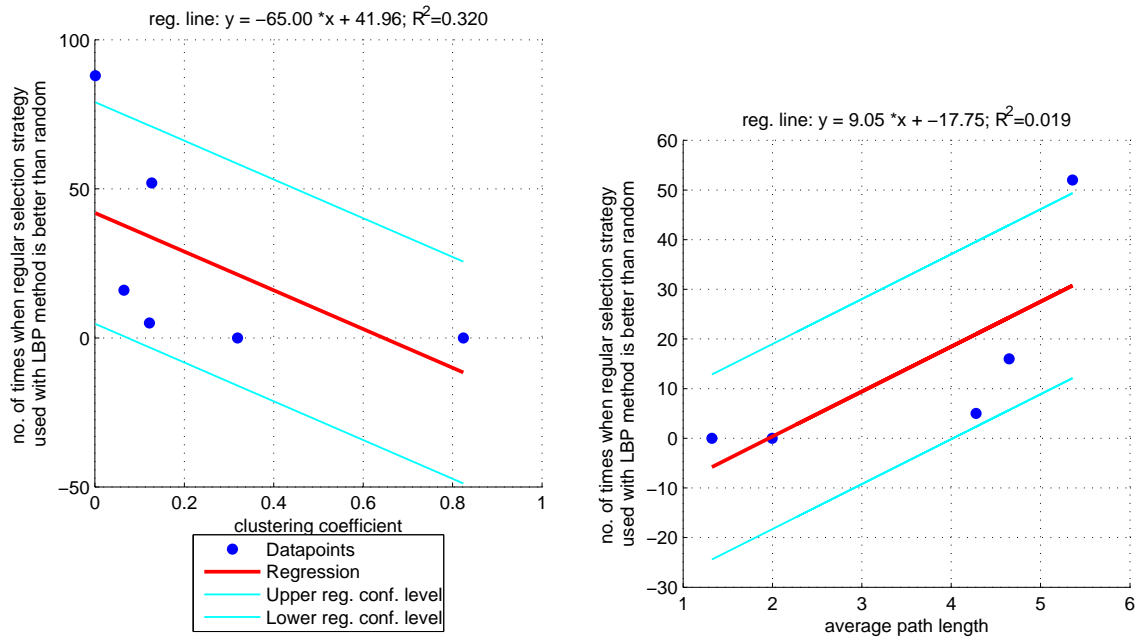 reg. line: y = −65.00 *x + 41.96; R²=0.320
no. of times when regular selection strategy
used with LBP method is better than random
100
50
0
−50
0 0.2 0.4 0.6 0.8 1
clustering coefficient
Datapoints
Regression
Upper reg. conf. level
Lower reg. conf. level
reg. line: y = 9.05 *x + −17.75; R²=0.019
no. of times when regular selection strategy
used with LBP method is better than random
60
50
40
30
20
10
0
−10
−20
−30
1 2 3 4 5 6
average path length